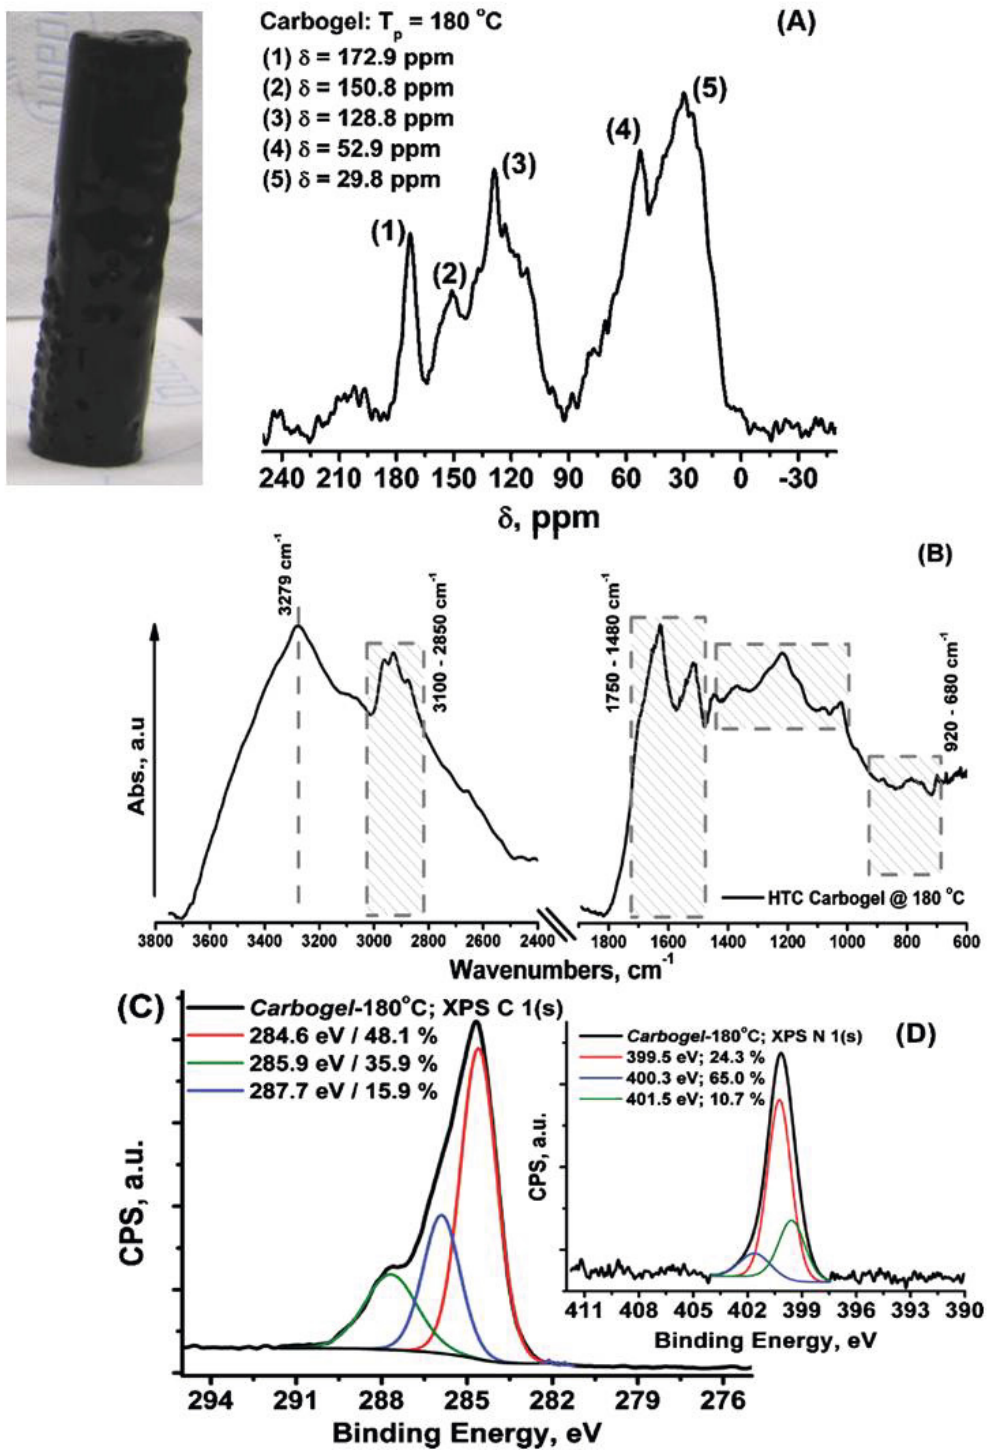 Carbogel: Tp = 180 °C
(A)
(1) δ = 172.9 ppm
(2) δ = 150.8 ppm
(3) δ = 128.8 ppm
(4) δ = 52.9 ppm
(5) δ = 29.8 ppm
(1)
(2)
(3)
(4)
(5)
240 210 180 150 120 90 60 30 0 -30
δ, ppm
(B)
3279 cm-1
3100 - 2850 cm-1
1750 - 1480 cm-1
920 - 680 cm-1
Abs., a.u
HTC Carbogel @ 180 °C
3800 3600 3400 3200 3000 2800 2600 2400 1800 1600 1400 1200 1000 800 600
Wavenumbers, cm-1
(C)
Carbogel-180°C; XPS C 1(s)
284.6 eV / 48.1 %
285.9 eV / 35.9 %
287.7 eV / 15.9 %
CPS, a.u.
294 291 288 285 282 279 276
Binding Energy, eV
(D)
Carbogel-180°C; XPS N 1(s)
399.5 eV; 24.3 %
400.3 eV; 65.0 %
401.5 eV; 10.7 %
CPS, a.u.
411 408 405 402 399 396 393 390
Binding Energy, eV